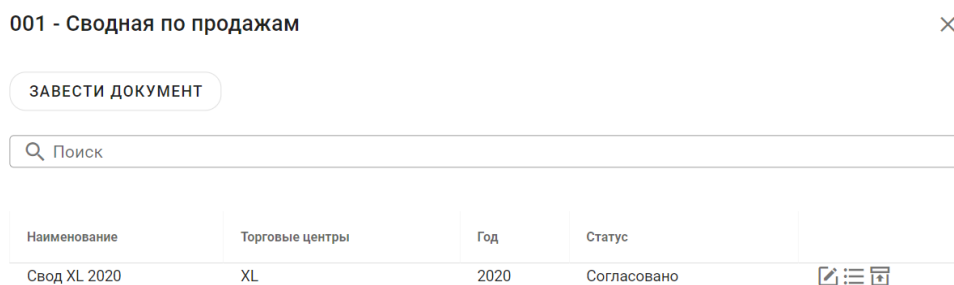 001 - Сводная по продажам
ЗАВЕСТИ ДОКУМЕНТ
Поиск
Наименование Торговые центры Год Статус
Свод XL 2020 XL 2020 Согласовано